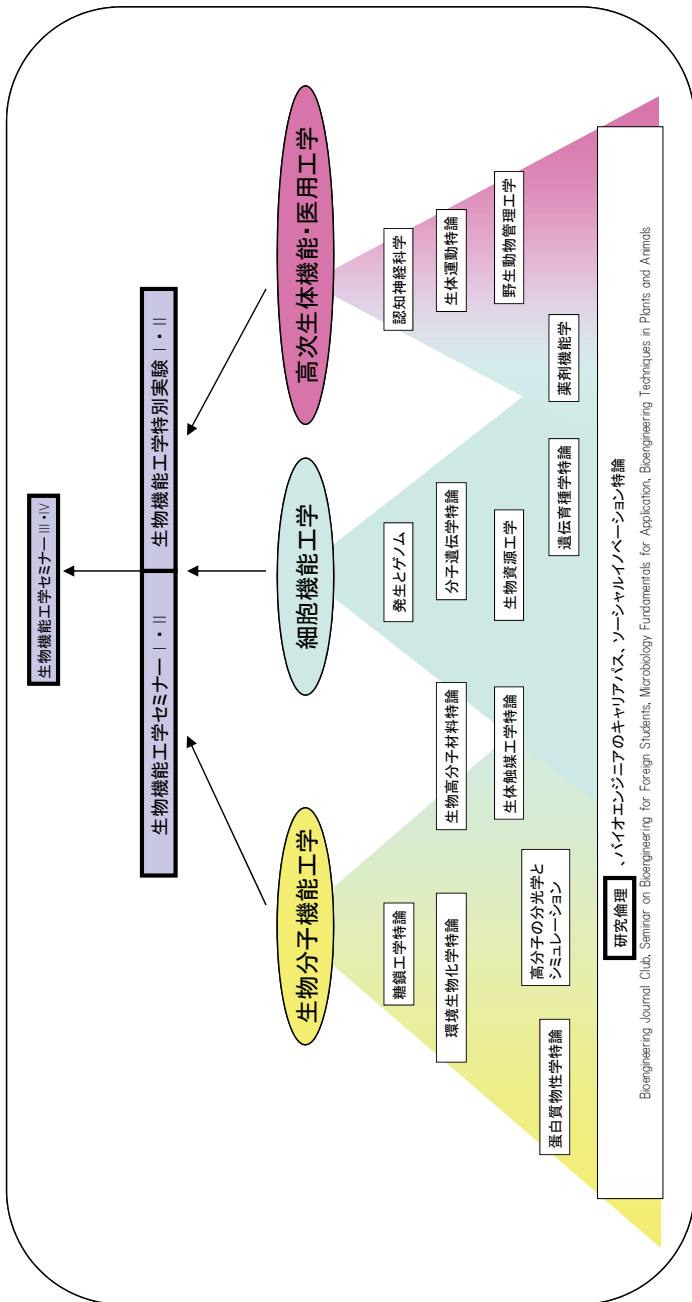 生物機能工学セミナーⅢ・Ⅳ
生物機能工学セミナーⅠ・Ⅱ
生物機能工学特別実験Ⅰ・Ⅱ
生物分子機能工学
細胞機能工学
高次生体機能・医用工学
糖鎖工学特論
発生とゲノム
認知神経科学
環境生物化学特論
生物高分子材料特論
分子遺伝学特論
生体運動特論
生体触媒工学特論
生物資源工学
野生動物管理工学
高分子の分光学と
シミュレーション
蛋白質物性学特論
遺伝育種学特論
薬剤機能学
研究倫理、バイオエンジニアのキャリアパス、ソーシャルイノベーション特論
Bioengineering Journal Club, Seminar on Bioengineering for Foreign Students, Microbiology Fundamentals for Application, Bioengineering Techniques in Plants and Animals